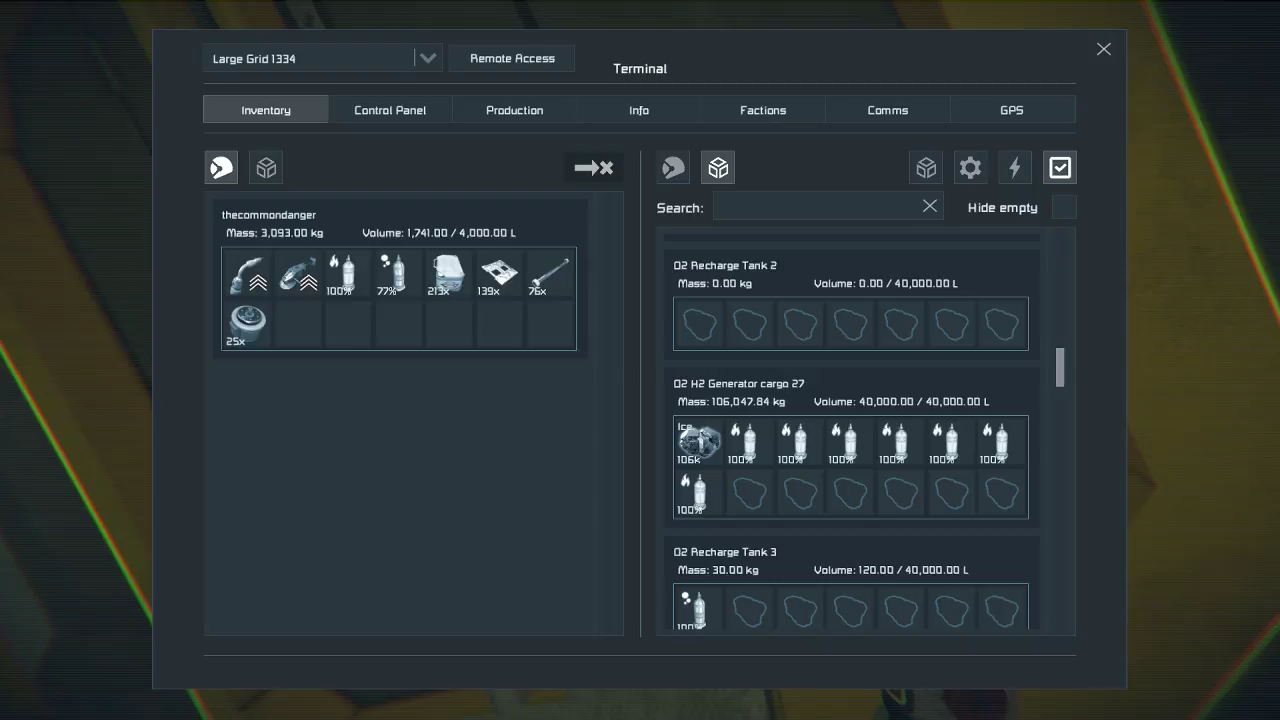 Large Grid 1334
Remote Access
Terminal
Inventory
Control Panel
Production
Info
Factions
Comms
GPS
Search:
Hide empty
thecommondanger
Mass: 3,093.00 kg Volume: 1,741.00 / 4,000.00 L
100% 77% 213x 139x 76x
25x
O2 Recharge Tank 2
Mass: 0.00 kg Volume: 0.00 / 40,000.00 L
O2 H2 Generator cargo 27
Mass: 106,047.84 kg Volume: 40,000.00 / 40,000.00 L
Ice
106k 100% 100% 100% 100% 100% 100%
100%
O2 Recharge Tank 3
Mass: 30.00 kg Volume: 120.00 / 40,000.00 L
100%